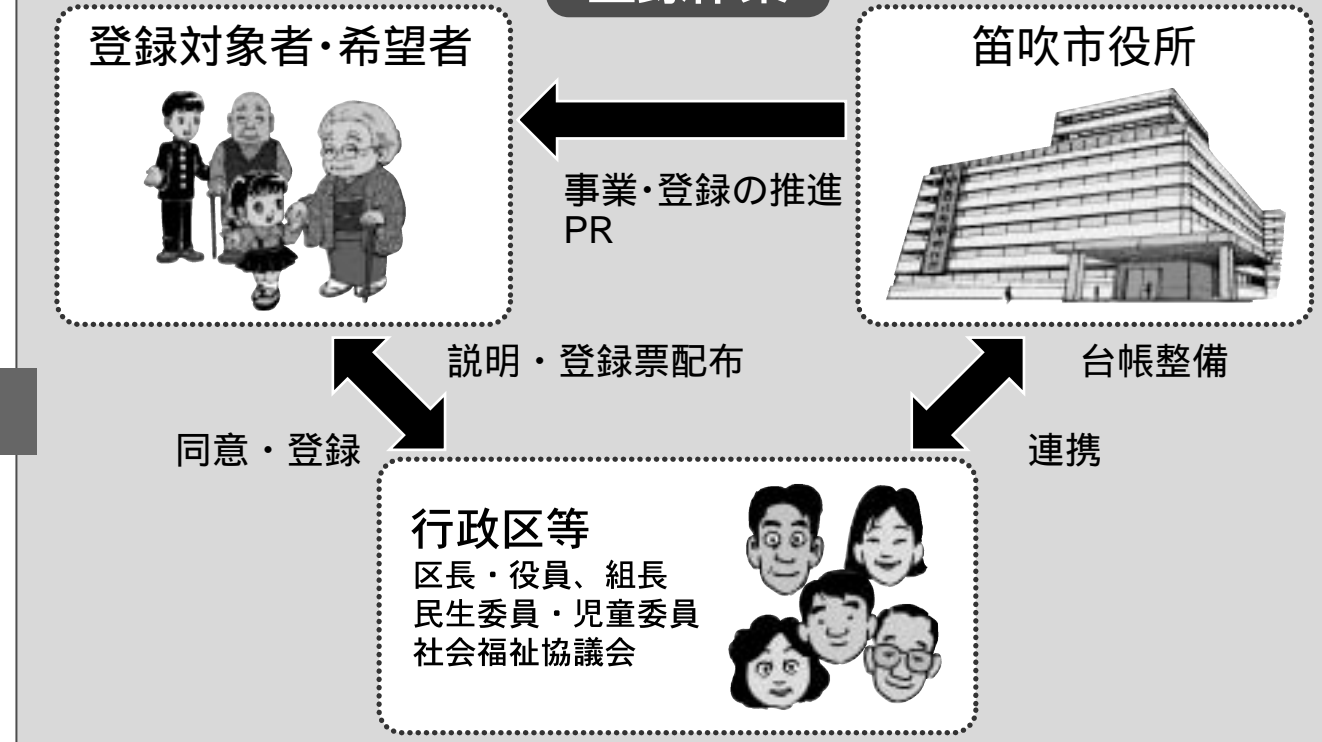 登録対象者・希望者
笛吹市役所
事業・登録の推進
PR
説明・登録票配布
台帳整備
同意・登録
連携
行政区等
区長・役員、組長
民生委員・児童委員
社会福祉協議会